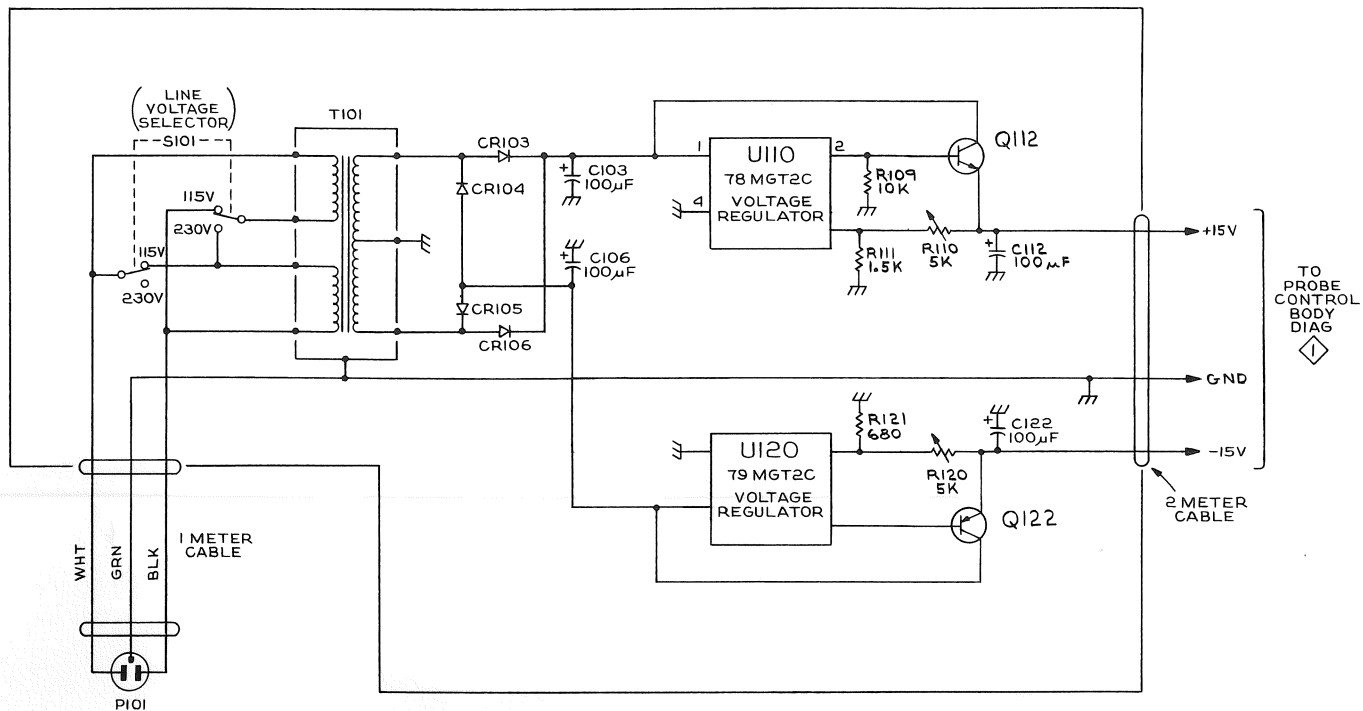 (LINE
VOLTAGE
SELECTOR)
S101
T101
115V
230V
115V
230V
CR103
CR104
CR105
CR106
+ C103
100µF
C106
+ 100µF
1
4
U110
78 MGT2C
VOLTAGE
REGULATOR
2
R109
10K
Q112
R111
1.5K
R110
5K
+ C112
100µF
+15V
GND
-15V
TO
PROBE
CONTROL
BODY
DIAG
1
U120
79 MGT2C
VOLTAGE
REGULATOR
R121
680
R120
5K
+ C122
100µF
Q122
2 METER
CABLE
1 METER
CABLE
WHT
GRN
BLK
P101